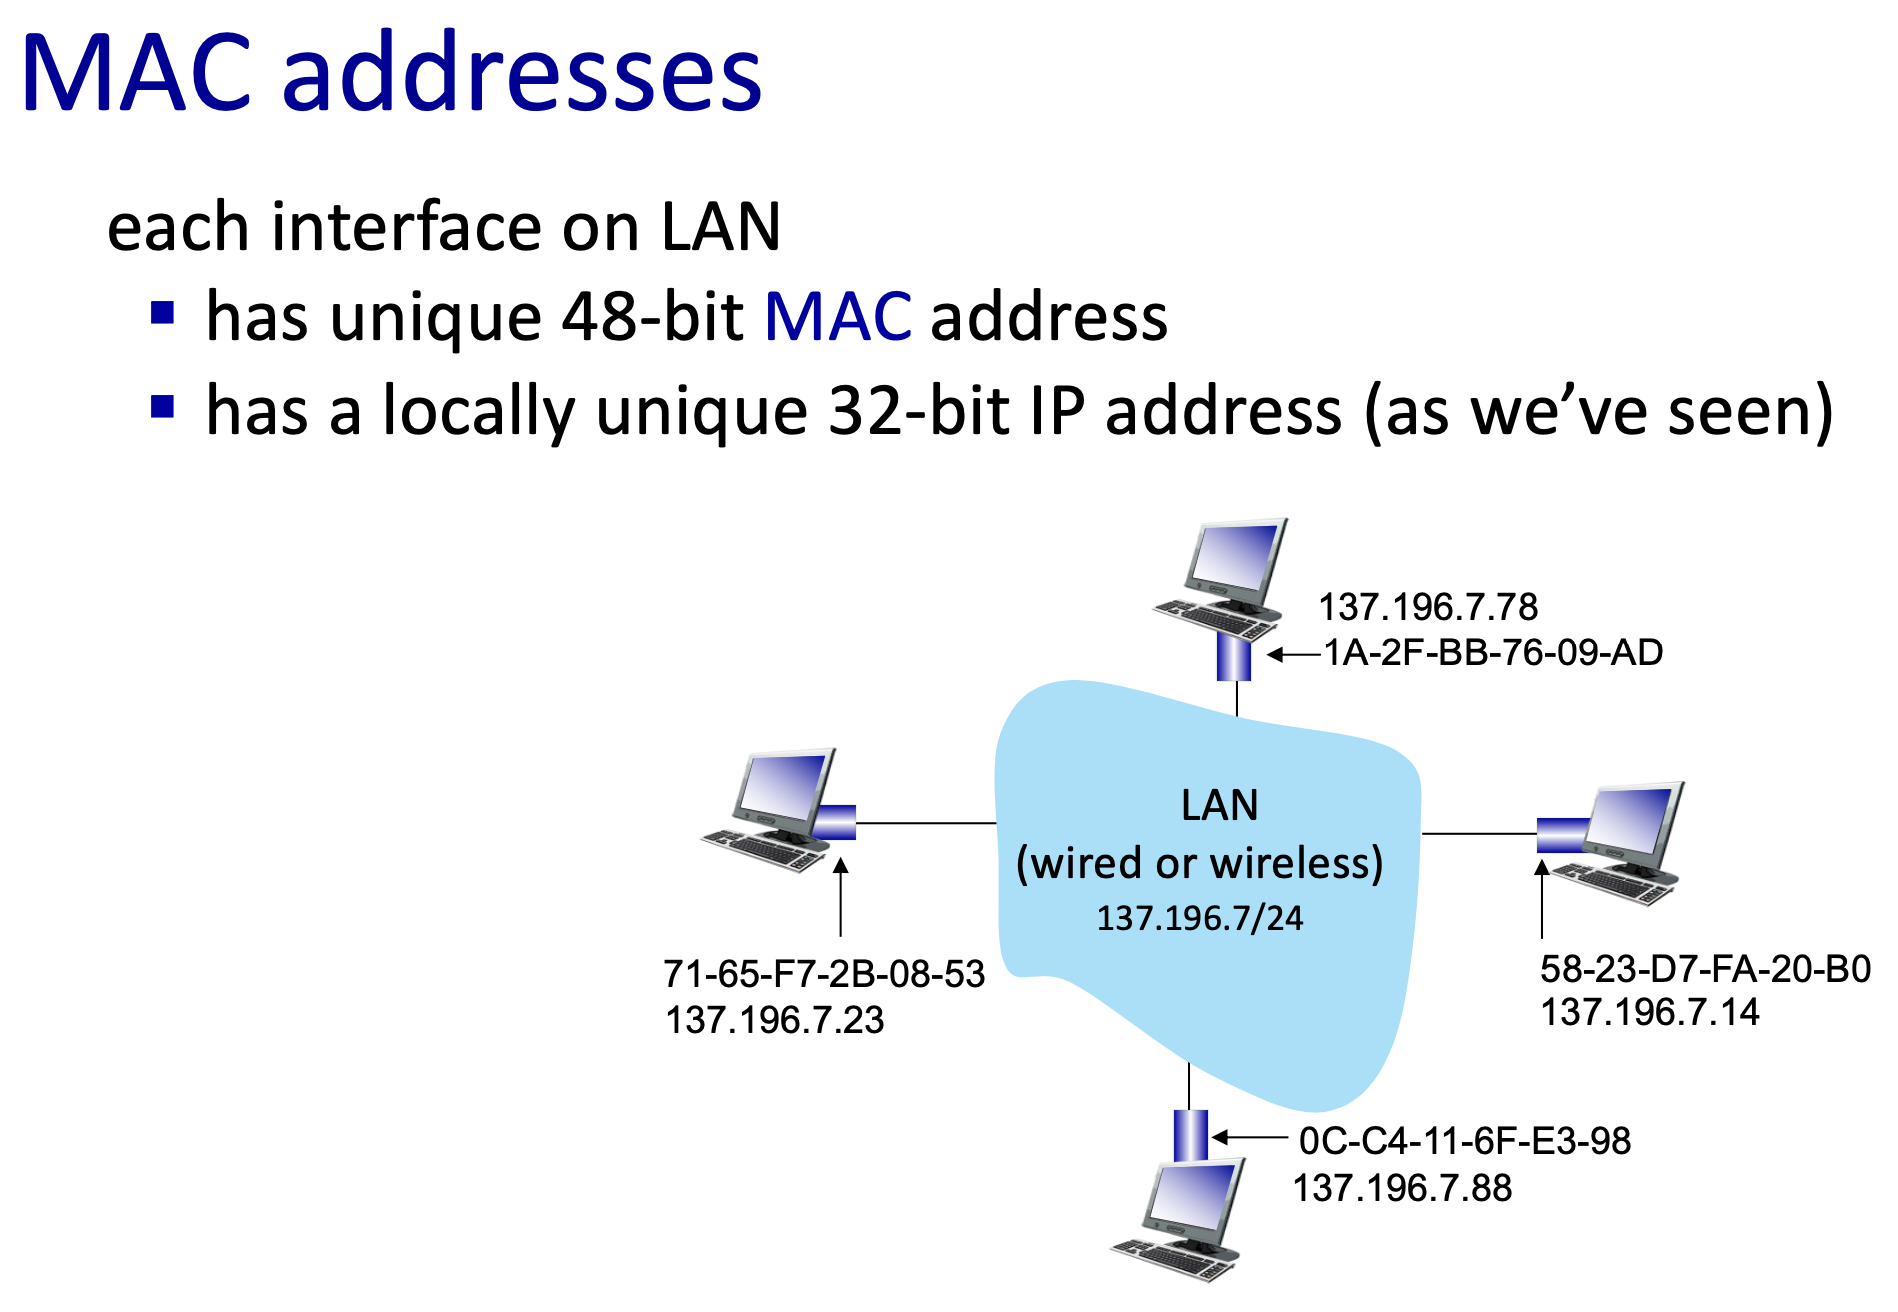 MAC addresses
each interface on LAN
▪ has unique 48-bit MAC address
▪ has a locally unique 32-bit IP address (as we’ve seen)
137.196.7.78
1A-2F-BB-76-09-AD
LAN
(wired or wireless)
137.196.7/24
71-65-F7-2B-08-53
137.196.7.23
58-23-D7-FA-20-B0
137.196.7.14
0C-C4-11-6F-E3-98
137.196.7.88